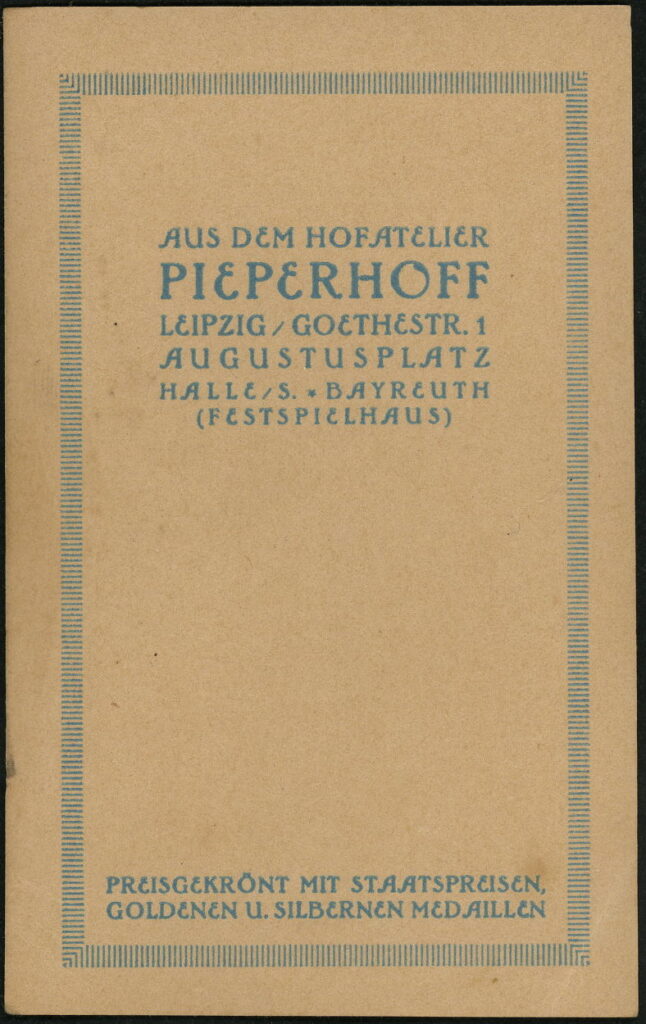 AUS DEM HOFATELIER
PIEPERHOFF
LEIPZIG / GOETHESTR. 1
AUGUSTUSPLATZ
HALLE/S. * BAYREUTH
(FESTSPIELHAUS)
PREISGEKRÖNT MIT STAATSPREISEN,
GOLDENEN U. SILBERNEN MEDAILLEN